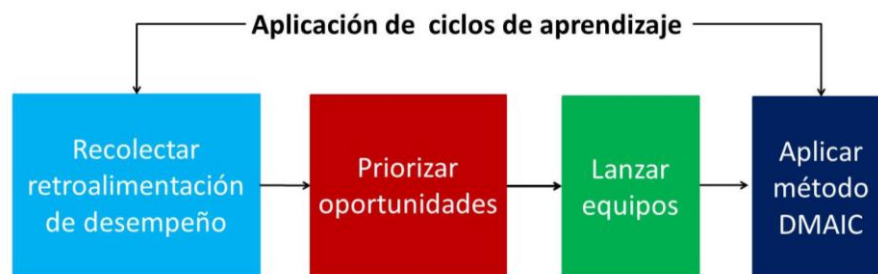 Aplicación de ciclos de aprendizaje
Recolectar
retroalimentación
de desempeño
Priorizar
oportunidades
Lanzar
equipos
Aplicar
método
DMAIC